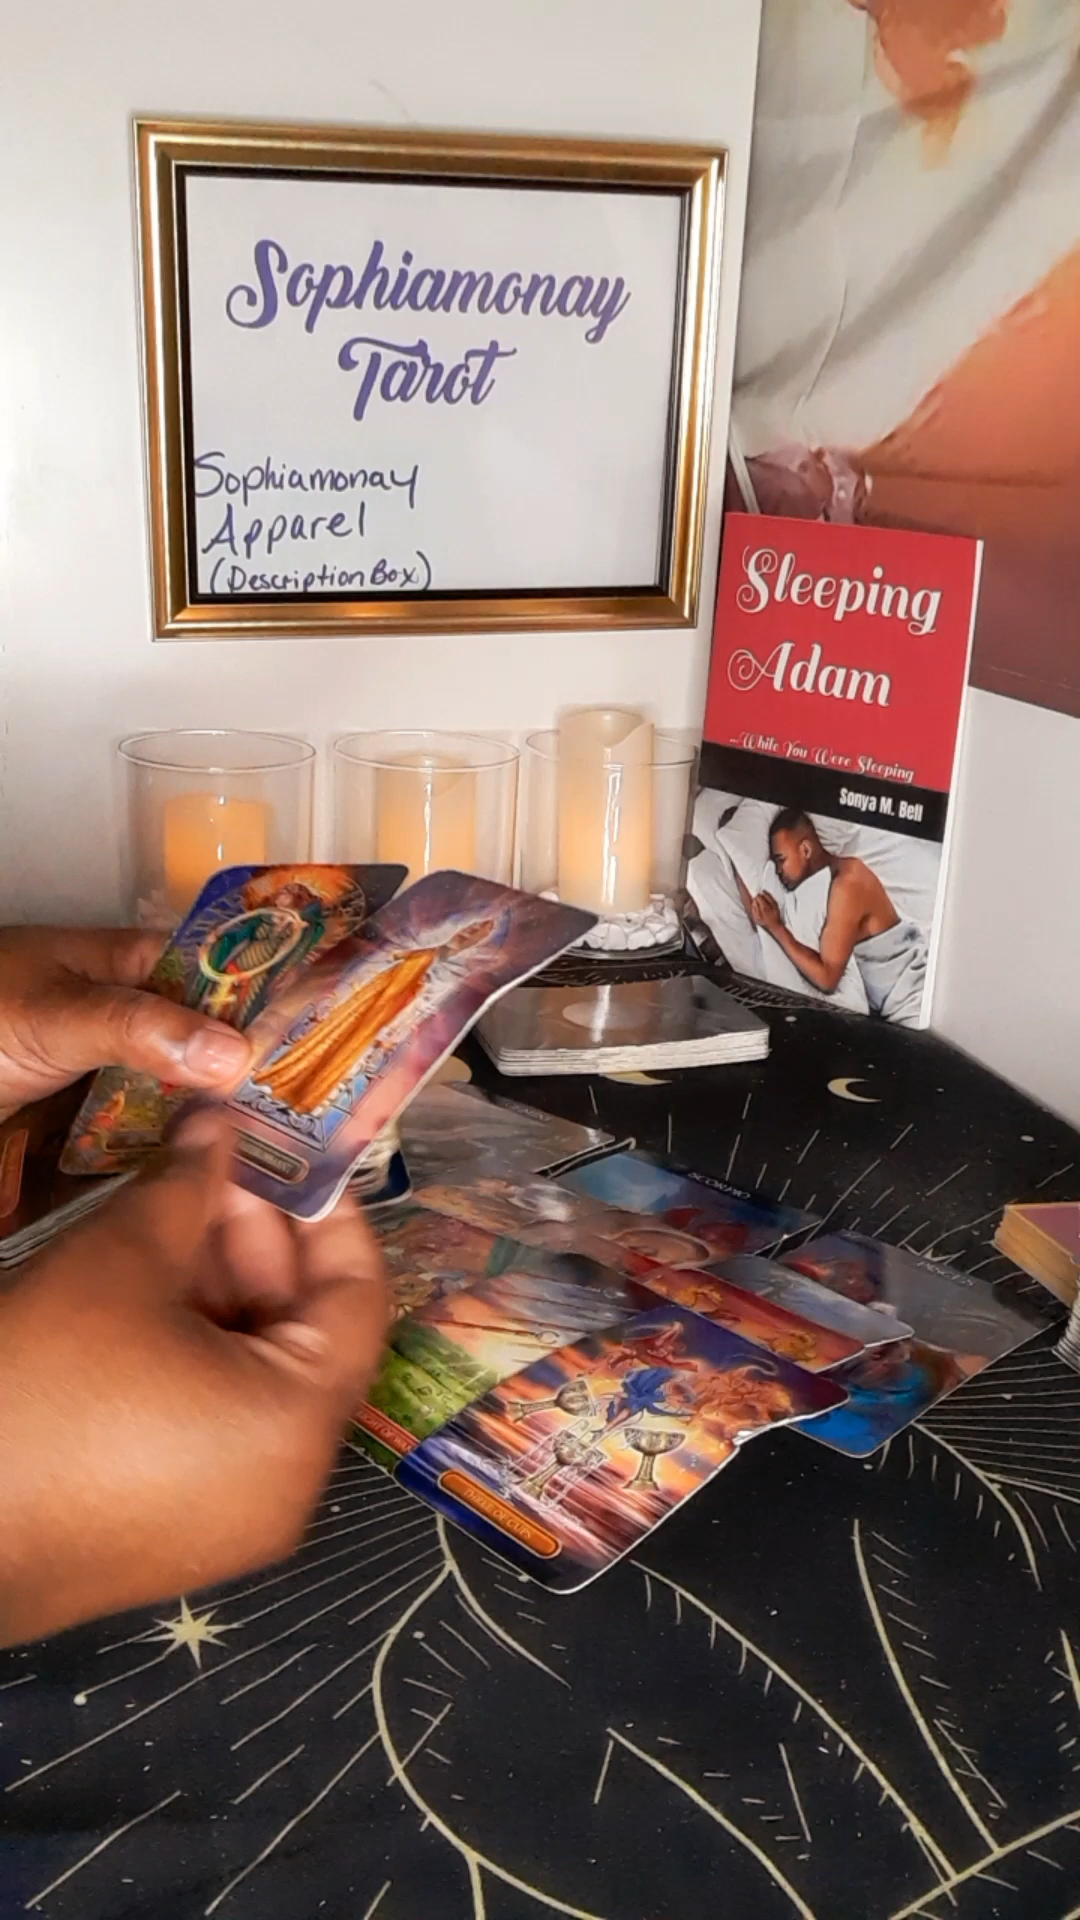 Sophiamonay
Tarot
Sophiamonay
Apparel
(Description Box)
Sleeping
Adam
...While You Were Sleeping
Sonya M. Bell
SCORPIO
PISCES
THREE OF CUPS